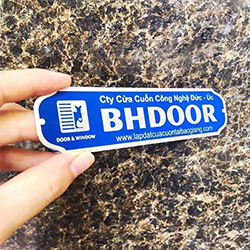 Cty Cửa Cuốn Công Nghệ Đức - Úc
BHDOOR
DOOR & WINDOW
www.lapdatcuacuontaibacgiang.com